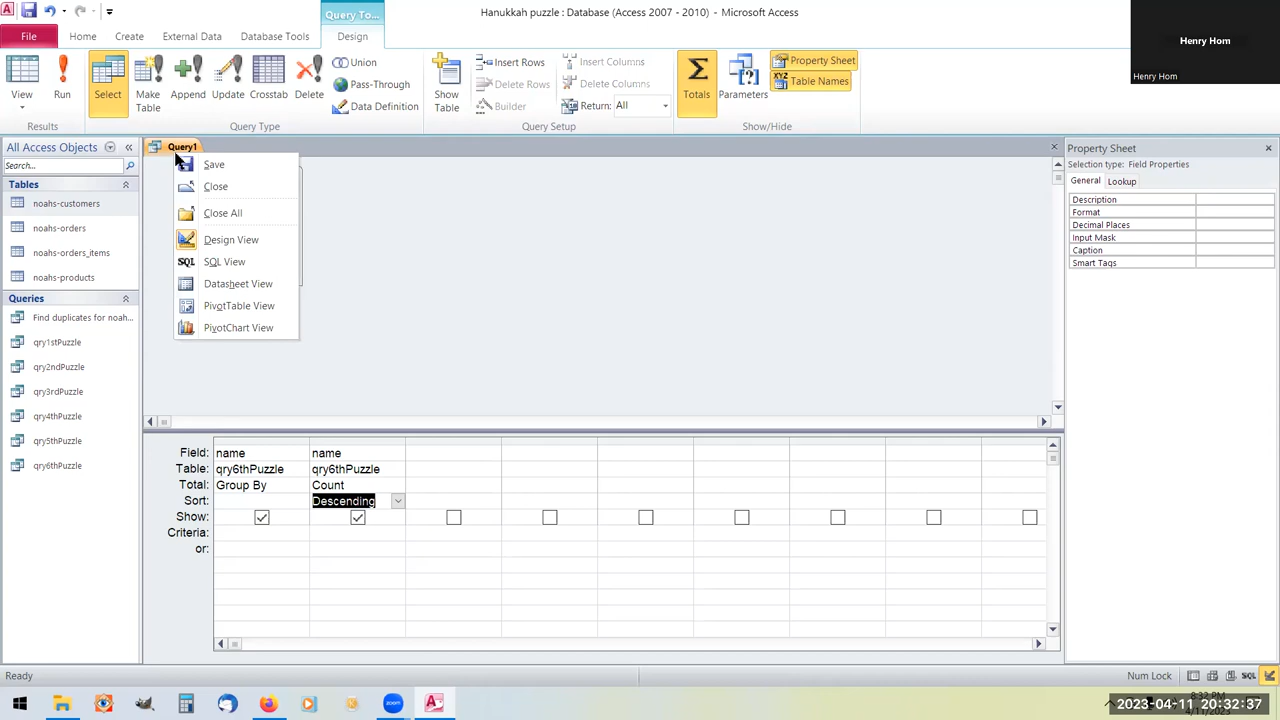 Query To...
Hanukkah puzzle : Database (Access 2007 - 2010) - Microsoft Access
File
Home
Create
External Data
Database Tools
Design
Henry Hom
Henry Hom
View
Run
Select
Make Table
Append
Update
Crosstab
Delete
Union
Pass-Through
Data Definition
Show Table
Insert Rows
Delete Rows
Builder
Insert Columns
Delete Columns
Return: All
Totals
Parameters
Property Sheet
Table Names
Results
Query Type
Query Setup
Show/Hide
All Access Objects
Search...
Tables
noahs-customers
noahs-orders
noahs-orders_items
noahs-products
Queries
Find duplicates for noah...
qry1stPuzzle
qry2ndPuzzle
qry3rdPuzzle
qry4thPuzzle
qry5thPuzzle
qry6thPuzzle
Query1
Save
Close
Close All
Design View
SQL SQL View
Datasheet View
PivotTable View
PivotChart View
Field: name name
Table: qry6thPuzzle qry6thPuzzle
Total: Group By Count
Sort: Descending
Show:
Criteria:
or:
Property Sheet
Selection type: Field Properties
General Lookup
Description
Format
Decimal Places
Input Mask
Caption
Smart Tags
Ready
Num Lock
SQL
zoom
2023-04-11 20:32:37